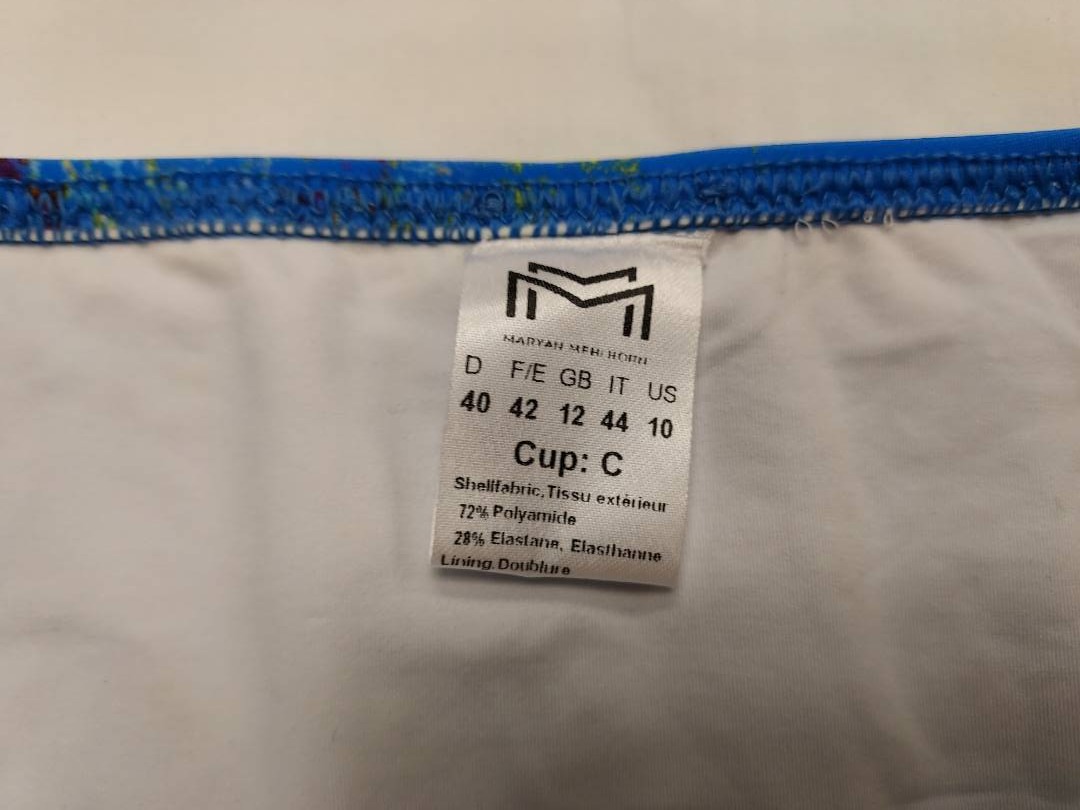 MARYAN MEHLHORN
D F/E GB IT US
40 42 12 44 10
Cup: C
Shellfabric, Tissu extérieur
72% Polyamide
28% Elastane, Elasthanne
Lining, Doublure